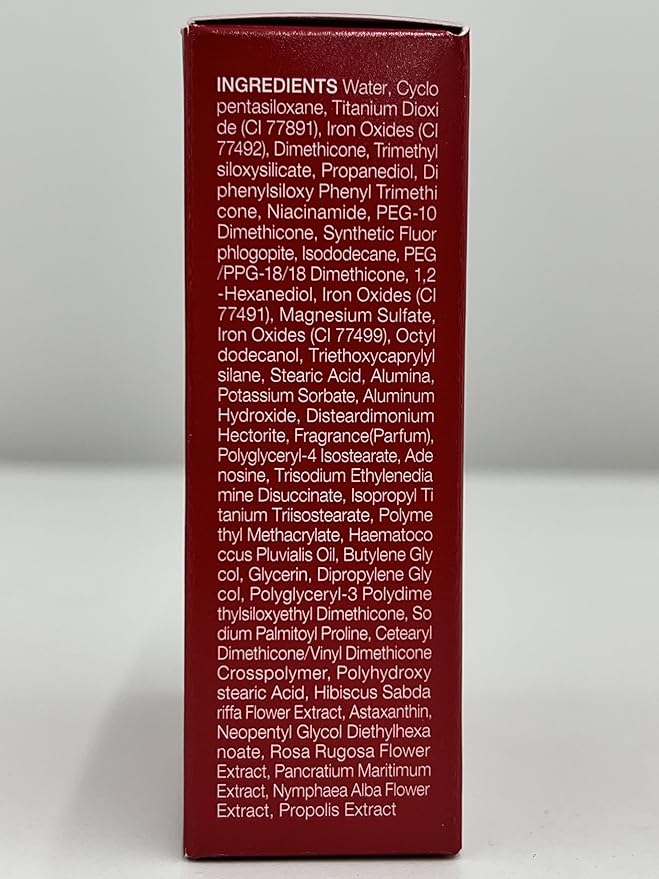 INGREDIENTS Water, Cyclo
pentasiloxane, Titanium Dioxi
de (CI 77891), Iron Oxides (CI
77492), Dimethicone, Trimethyl
siloxysilicate, Propanediol, Di
phenylsiloxy Phenyl Trimethi
cone, Niacinamide, PEG-10
Dimethicone, Synthetic Fluor
phlogopite, Isododecane, PEG
/PPG-18/18 Dimethicone, 1,2
-Hexanediol, Iron Oxides (CI
77491), Magnesium Sulfate,
Iron Oxides (CI 77499), Octyl
dodecanol, Triethoxycaprylyl
silane, Stearic Acid, Alumina,
Potassium Sorbate, Aluminum
Hydroxide, Disteardimonium
Hectorite, Fragrance(Parfum),
Polyglyceryl-4 Isostearate, Ade
nosine, Trisodium Ethylenedia
mine Disuccinate, Isopropyl Ti
tanium Triisostearate, Polyme
thyl Methacrylate, Haematoco
ccus Pluvialis Oil, Butylene Gly
col, Glycerin, Dipropylene Gly
col, Polyglyceryl-3 Polydime
thylsiloxyethyl Dimethicone, So
dium Palmitoyl Proline, Cetearyl
Dimethicone/Vinyl Dimethicone
Crosspolymer, Polyhydroxy
stearic Acid, Hibiscus Sabda
riffa Flower Extract, Astaxanthin,
Neopentyl Glycol Diethylhexa
noate, Rosa Rugosa Flower
Extract, Pancratium Maritimum
Extract, Nymphaea Alba Flower
Extract, Propolis Extract